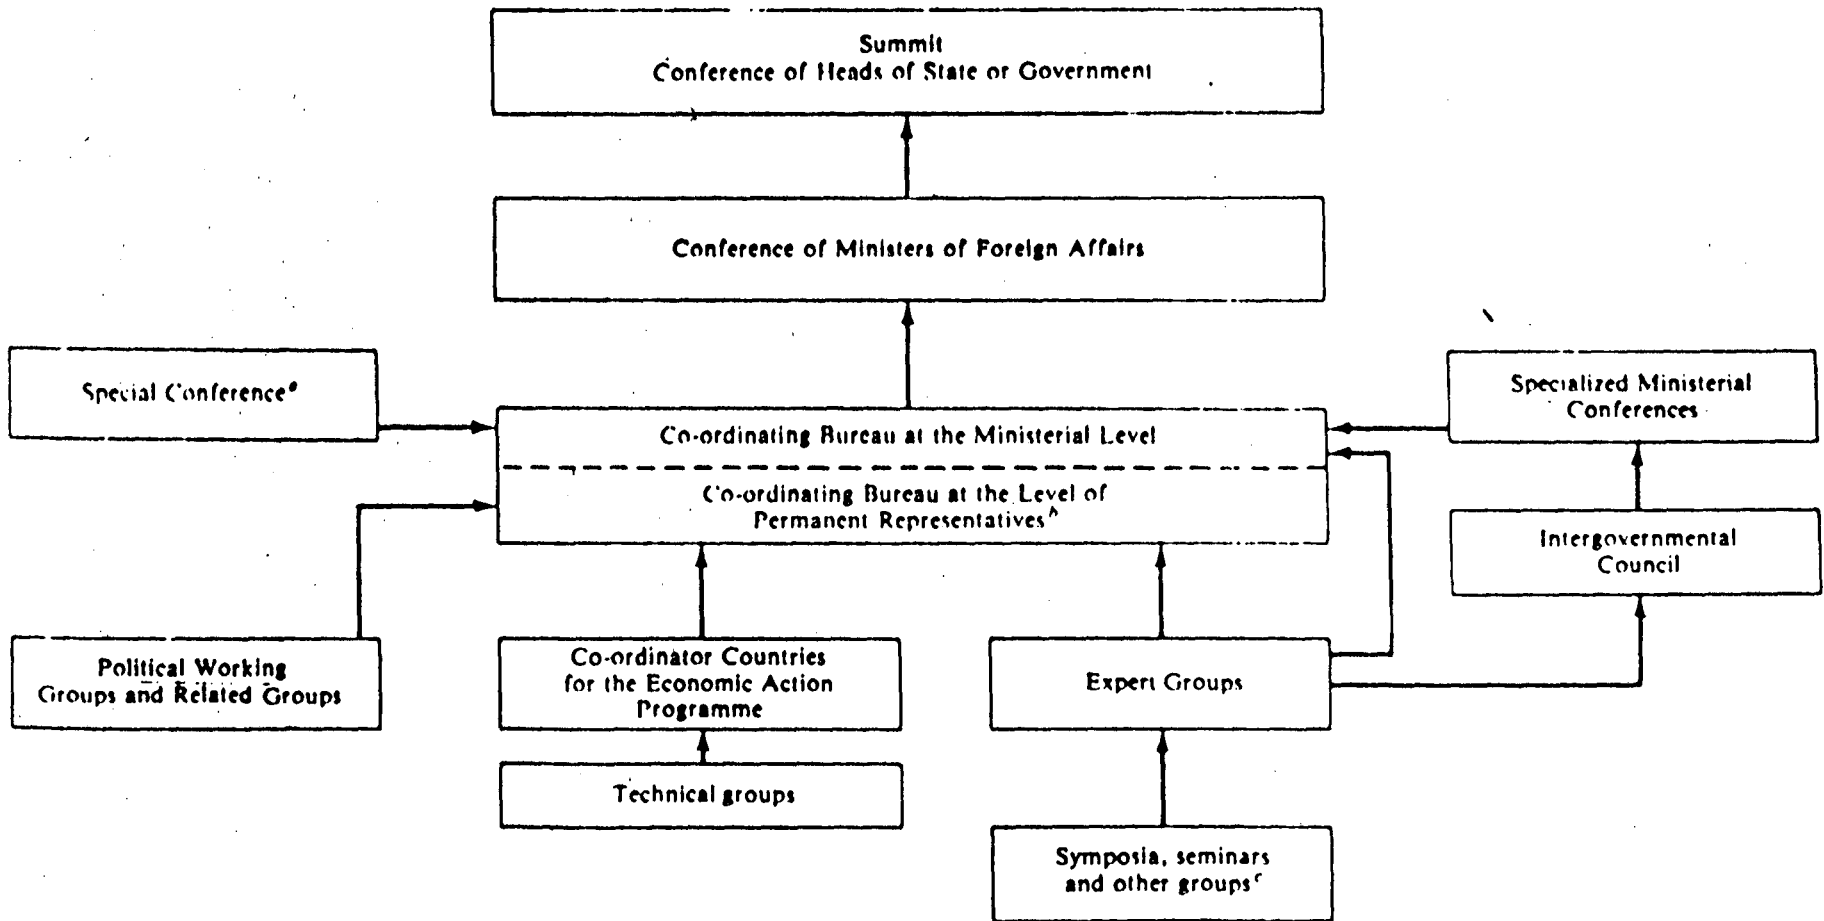 Summit
Conference of Heads of State or Government
Conference of Ministers of Foreign Affairs
Special Conferenceᵃ
Specialized Ministerial
Conferences
Co-ordinating Bureau at the Ministerial Level
Co-ordinating Bureau at the Level of
Permanent Representativesᵇ
Intergovernmental
Council
Political Working
Groups and Related Groups
Co-ordinator Countries
for the Economic Action
Programme
Expert Groups
Technical groups
Symposia, seminars
and other groupsᶜ